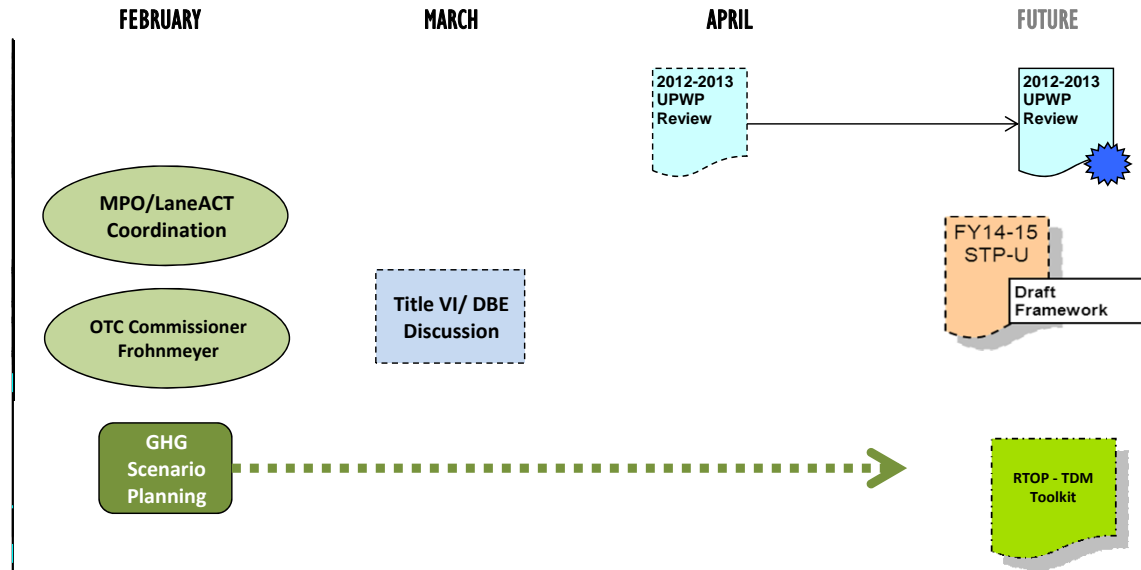 FEBRUARY
MARCH
APRIL
FUTURE
2012-2013
UPWP
Review
2012-2013
UPWP
Review
MPO/LaneACT
Coordination
FY14-15
STP-U
Draft
Framework
Title VI/ DBE
Discussion
OTC Commissioner
Frohnmeyer
GHG
Scenario
Planning
RTOP - TDM
Toolkit